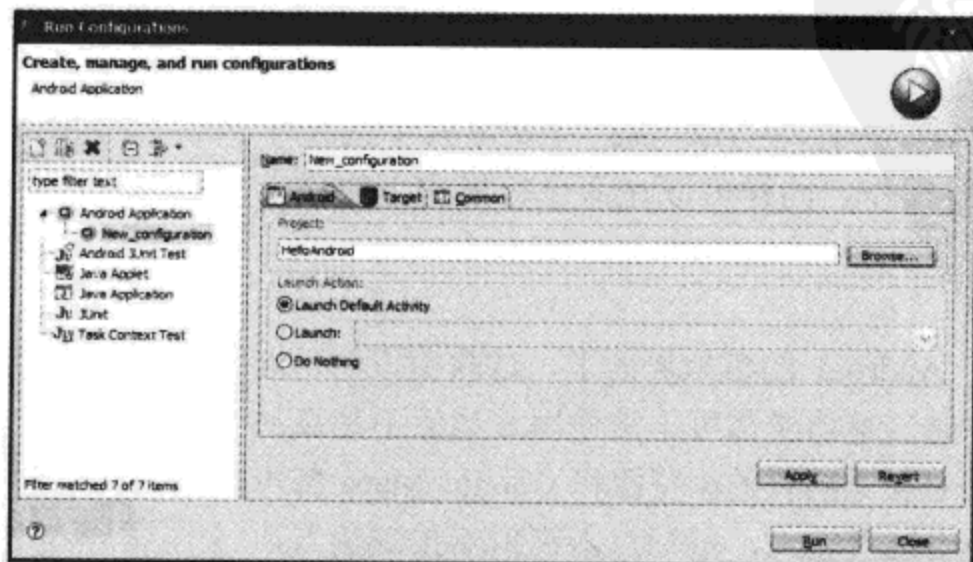 Run Configurations
Create, manage, and run configurations
Android Application
type filter text
Android Application
New_configuration
Android JUnit Test
Java Applet
Java Application
JUnit
Task Context Test
Filter matched 7 of 7 items
Name: New_configuration
Android Target Common
Project:
HelloAndroid Browse...
Launch Action:
Launch Default Activity
Launch:
Do Nothing
Apply Revert
Run Close